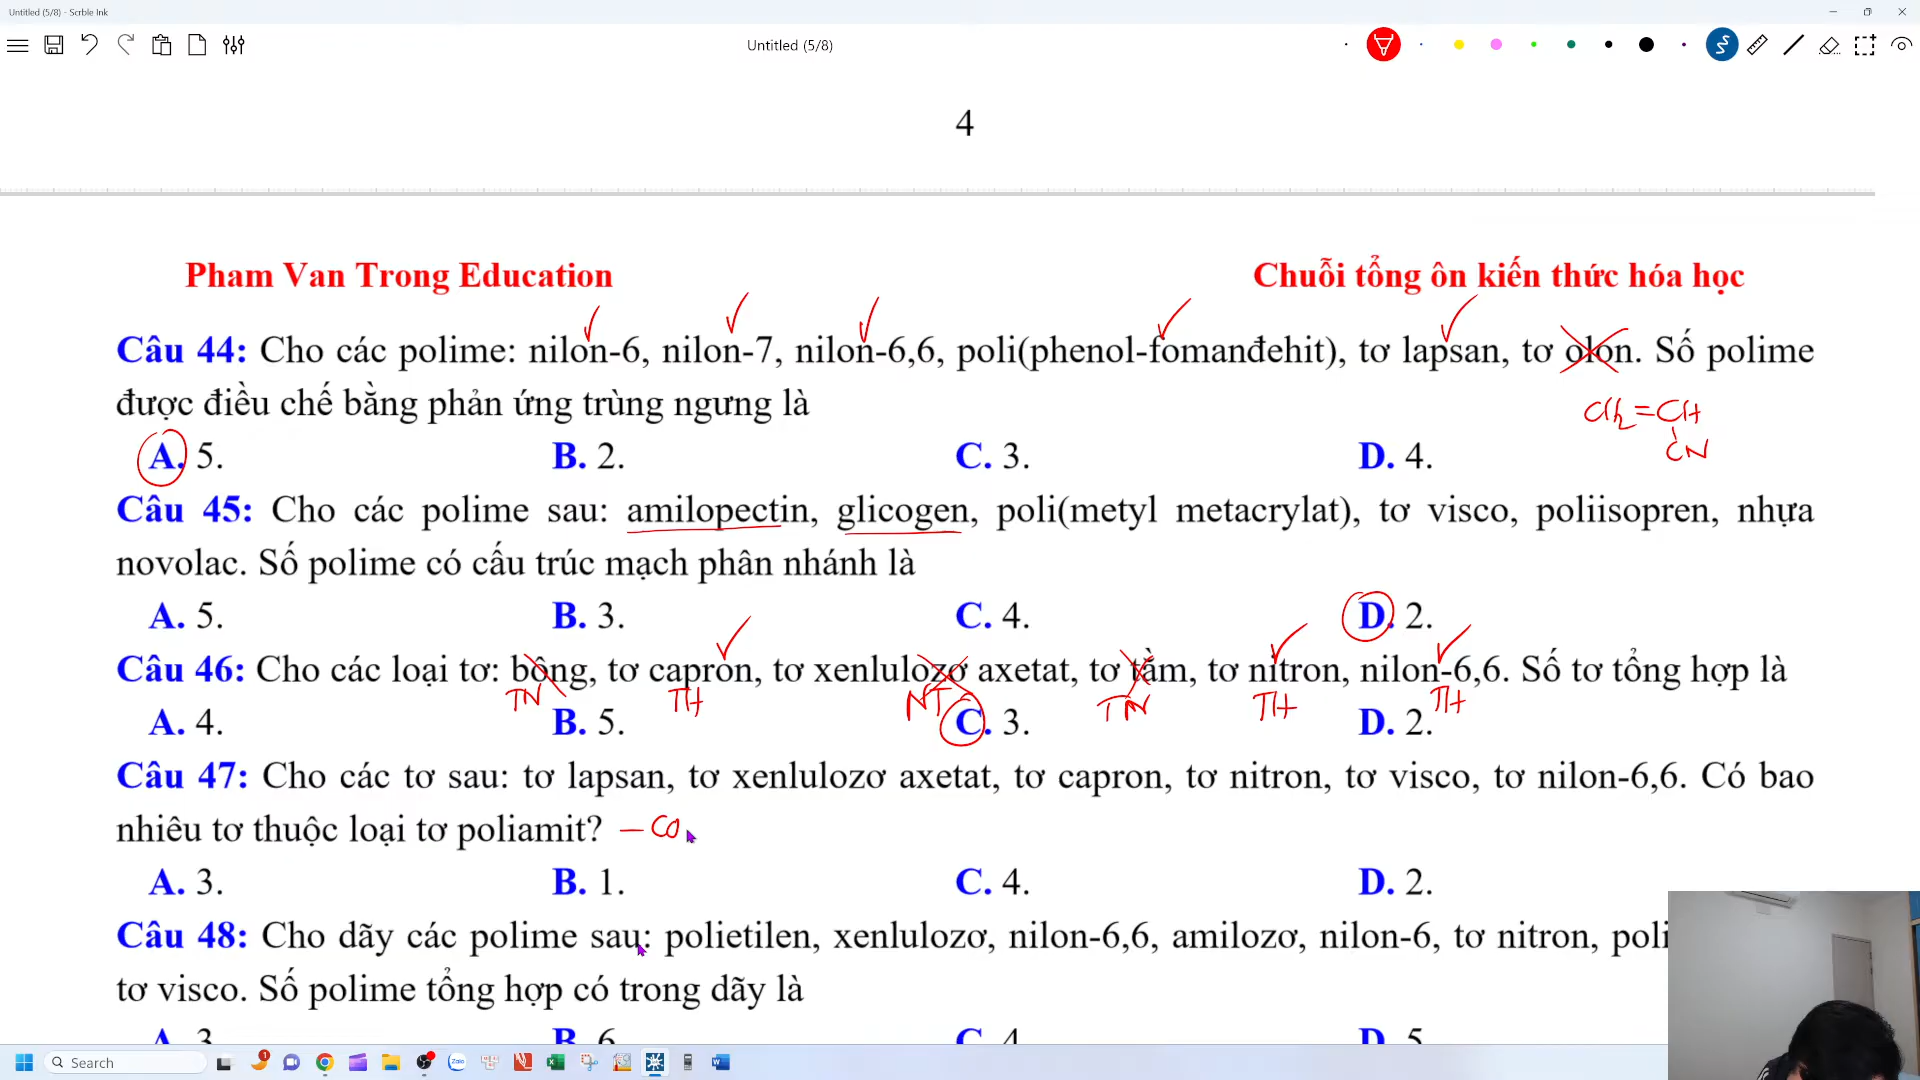 Untitled (5/8) - Scrble Ink
Untitled (5/8)
4
Pham Van Trong Education
Chuỗi tổng ôn kiến thức hóa học
Câu 44: Cho các polime: nilon-6, nilon-7, nilon-6,6, poli(phenol-fomanđehit), tơ lapsan, tơ olon. Số polime
được điều chế bằng phản ứng trùng ngưng là
CH2=CH
CN
A. 5. B. 2. C. 3. D. 4.
Câu 45: Cho các polime sau: amilopectin, glicogen, poli(metyl metacrylat), tơ visco, poliisopren, nhựa
novolac. Số polime có cấu trúc mạch phân nhánh là
A. 5. B. 3. C. 4. D. 2.
Câu 46: Cho các loại tơ: bông, tơ capron, tơ xenlulozơ axetat, tơ tằm, tơ nitron, nilon-6,6. Số tơ tổng hợp là
TN TH NT TN TH TH
A. 4. B. 5. C. 3. D. 2.
Câu 47: Cho các tơ sau: tơ lapsan, tơ xenlulozơ axetat, tơ capron, tơ nitron, tơ visco, tơ nilon-6,6. Có bao
nhiêu tơ thuộc loại tơ poliamit? – CO
A. 3. B. 1. C. 4. D. 2.
Câu 48: Cho dãy các polime sau: polietilen, xenlulozơ, nilon-6,6, amilozơ, nilon-6, tơ nitron, poli
tơ visco. Số polime tổng hợp có trong dãy là
A. 3. B. 6. C. 4. D. 5.
Search
1
Zalo